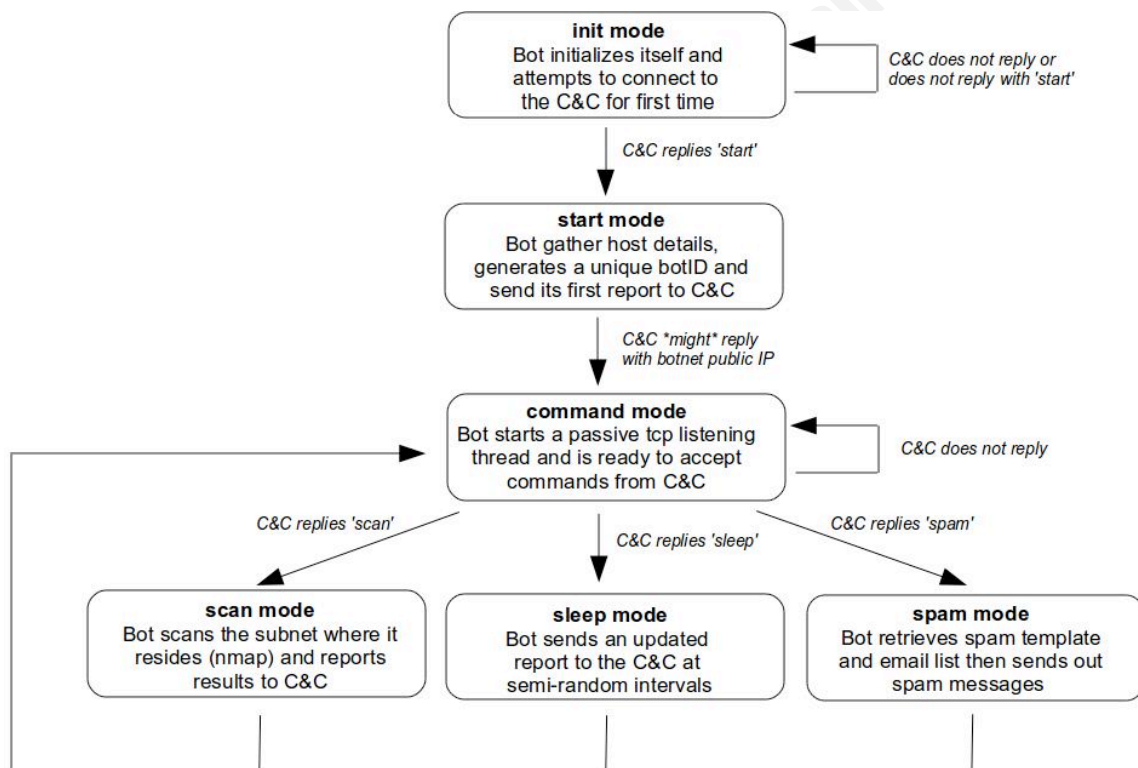 init mode
Bot initializes itself and
attempts to connect to
the C&C for first time
C&C does not reply or
does not reply with 'start'
C&C replies 'start'
start mode
Bot gather host details,
generates a unique botID and
send its first report to C&C
C&C *might* reply
with botnet public IP
command mode
Bot starts a passive tcp listening
thread and is ready to accept
commands from C&C
C&C does not reply
C&C replies 'scan'
C&C replies 'sleep'
C&C replies 'spam'
scan mode
Bot scans the subnet where it
resides (nmap) and reports
results to C&C
sleep mode
Bot sends an updated
report to the C&C at
semi-random intervals
spam mode
Bot retrieves spam template
and email list then sends out
spam messages